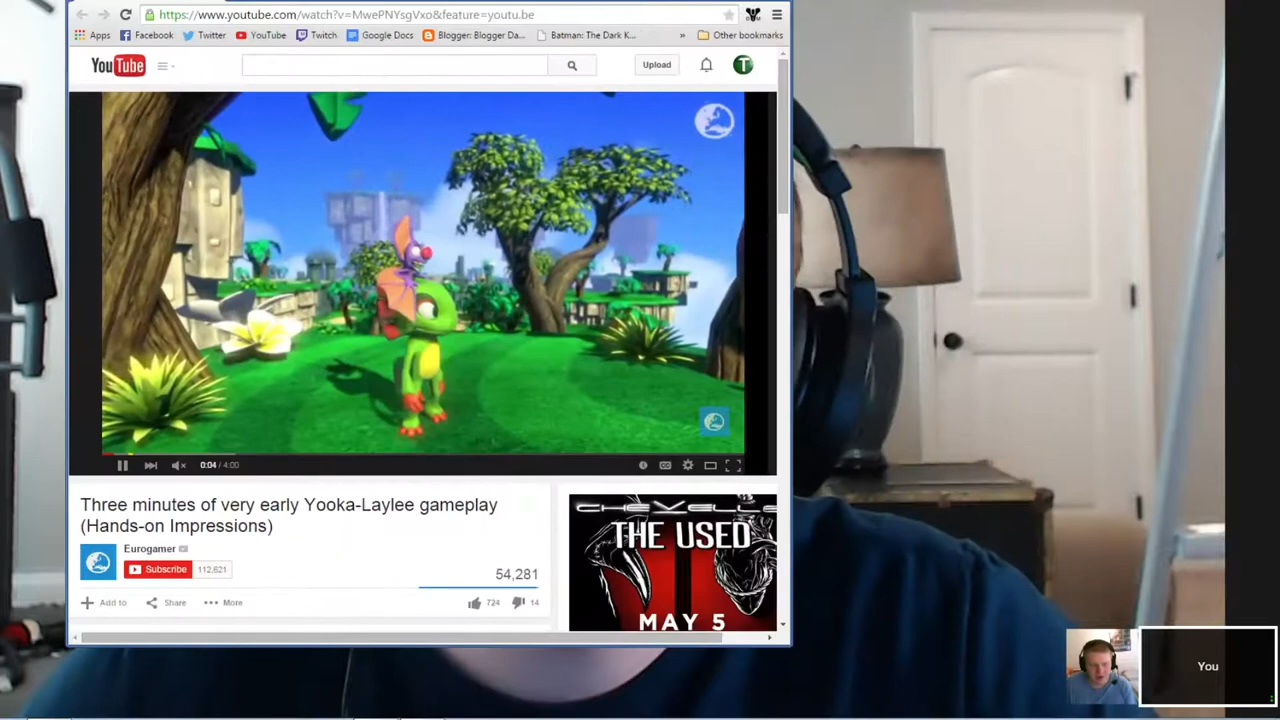 https://www.youtube.com/watch?v=MwePNYsgVxo&feature=youtu.be
Apps Facebook Twitter YouTube Twitch Google Docs Blogger: Blogger Da... Batman: The Dark K... » Other bookmarks
YouTube
Upload
T
0:04 / 4:00
CC
Three minutes of very early Yooka-Laylee gameplay
(Hands-on Impressions)
Eurogamer
Subscribe 112,621
54,281
Add to Share More 724 14
CHEVELLE
THE USED
MAY 5
You